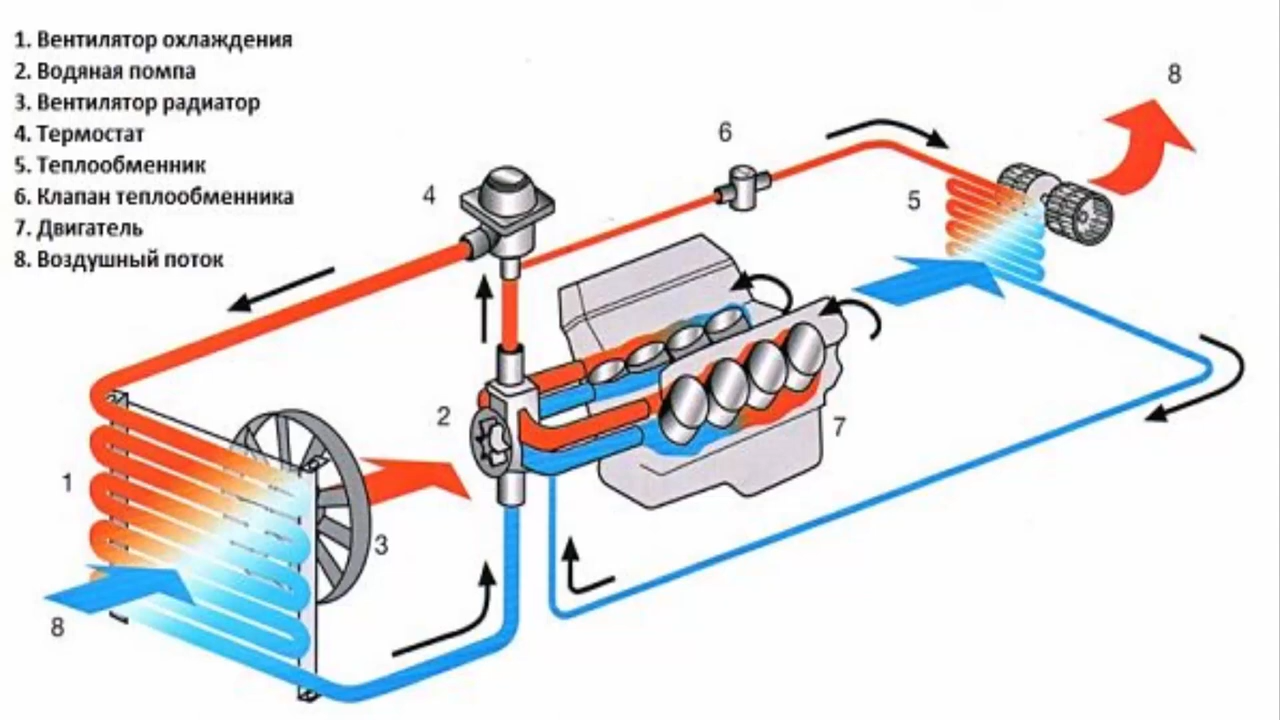 1. Вентилятор охлаждения
2. Водяная помпа
3. Вентилятор радиатор
4. Термостат
5. Теплообменник
6. Клапан теплообменника
7. Двигатель
8. Воздушный поток
8
6
4
5
2
7
1
3
8